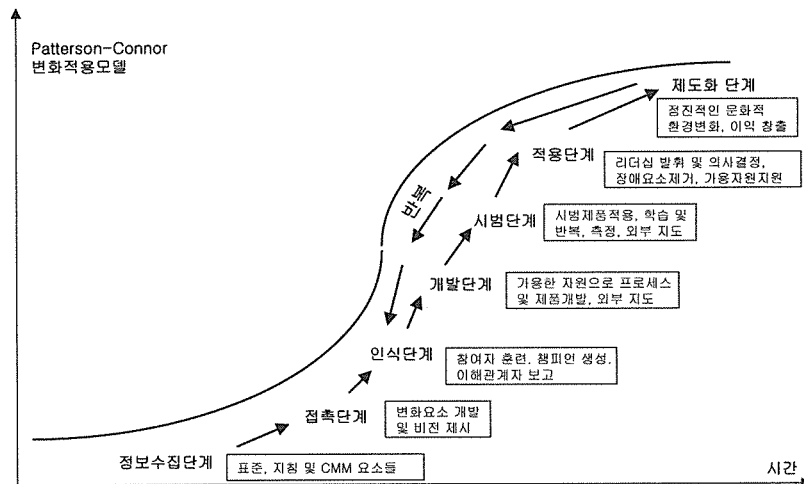 Patterson-Connor
변화적용모델
제도화 단계
점진적인 문화적
환경변화, 이익 창출
적용단계
리더십 발휘 및 의사결정,
장애요소제거, 가용자원지원
반복
시범단계
시범제품적용, 학습 및
반복, 측정, 외부 지도
개발단계
가용한 자원으로 프로세스
및 제품개발, 외부 지도
인식단계
참여자 훈련, 챔피언 생성,
이해관계자 보고
접촉단계
변화요소 개발
및 비전 제시
정보수집단계
표준, 지침 및 CMM 요소들
시간